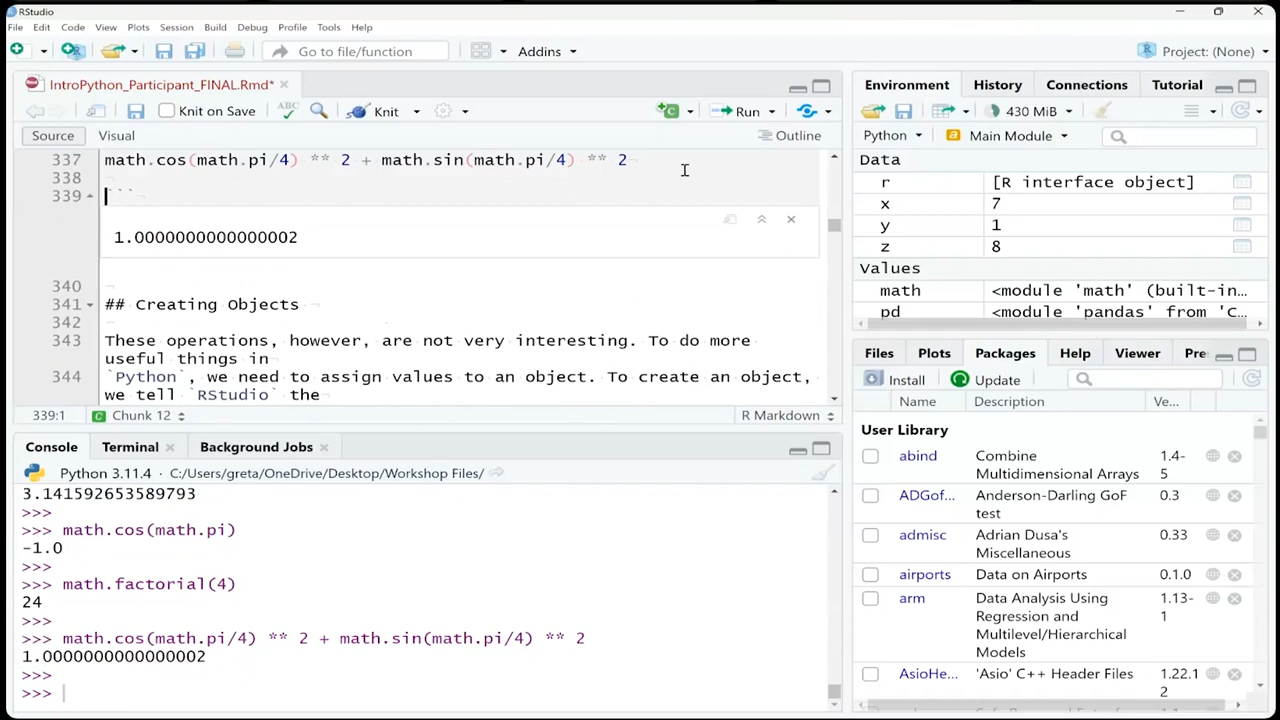 RStudio
File Edit Code View Plots Session Build Debug Profile Tools Help
Go to file/function Addins Project: (None)
IntroPython_Participant_FINAL.Rmd*
Knit on Save ABC Knit Run
Source Visual Outline
337 math.cos(math.pi/4) ** 2 + math.sin(math.pi/4) ** 2
338
339 ```
1.0000000000000002
340
341 ## Creating Objects
342
343 These operations, however, are not very interesting. To do more
useful things in
344 `Python`, we need to assign values to an object. To create an object,
we tell `RStudio` the
339:1 Chunk 12 R Markdown
Console Terminal Background Jobs
Python 3.11.4 · C:/Users/greta/OneDrive/Desktop/Workshop Files/
3.141592653589793
>>>
>>> math.cos(math.pi)
-1.0
>>>
>>> math.factorial(4)
24
>>>
>>> math.cos(math.pi/4) ** 2 + math.sin(math.pi/4) ** 2
1.0000000000000002
>>>
>>>
Environment History Connections Tutorial
430 MiB
Python Main Module
Data
r [R interface object]
x 7
y 1
z 8
Values
math <module 'math' (built-in…
pd <module 'pandas' from 'C…
Files Plots Packages Help Viewer Pre
Install Update
Name Description Ve...
User Library
abind Combine Multidimensional Arrays 1.4-5
ADGof... Anderson-Darling GoF test 0.3
admisc Adrian Dusa's Miscellaneous 0.33
airports Data on Airports 0.1.0
arm Data Analysis Using Regression and Multilevel/Hierarchical Models 1.13-1
AsioHe... 'Asio' C++ Header Files 1.22.12